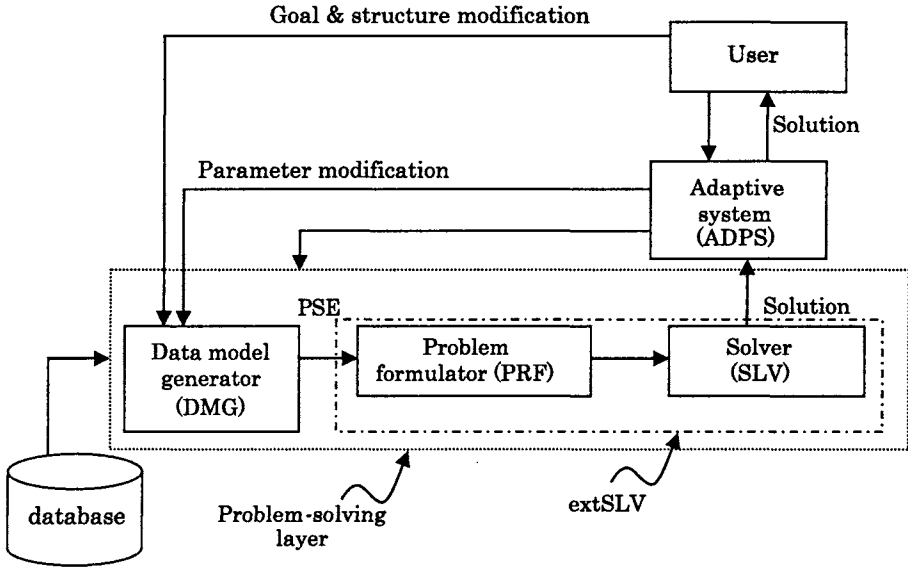 Goal & structure modification
User
Solution
Parameter modification
Adaptive
system
(ADPS)
PSE
Solution
Data model
generator
(DMG)
Problem
formulator (PRF)
Solver
(SLV)
database
Problem-solving
layer
extSLV